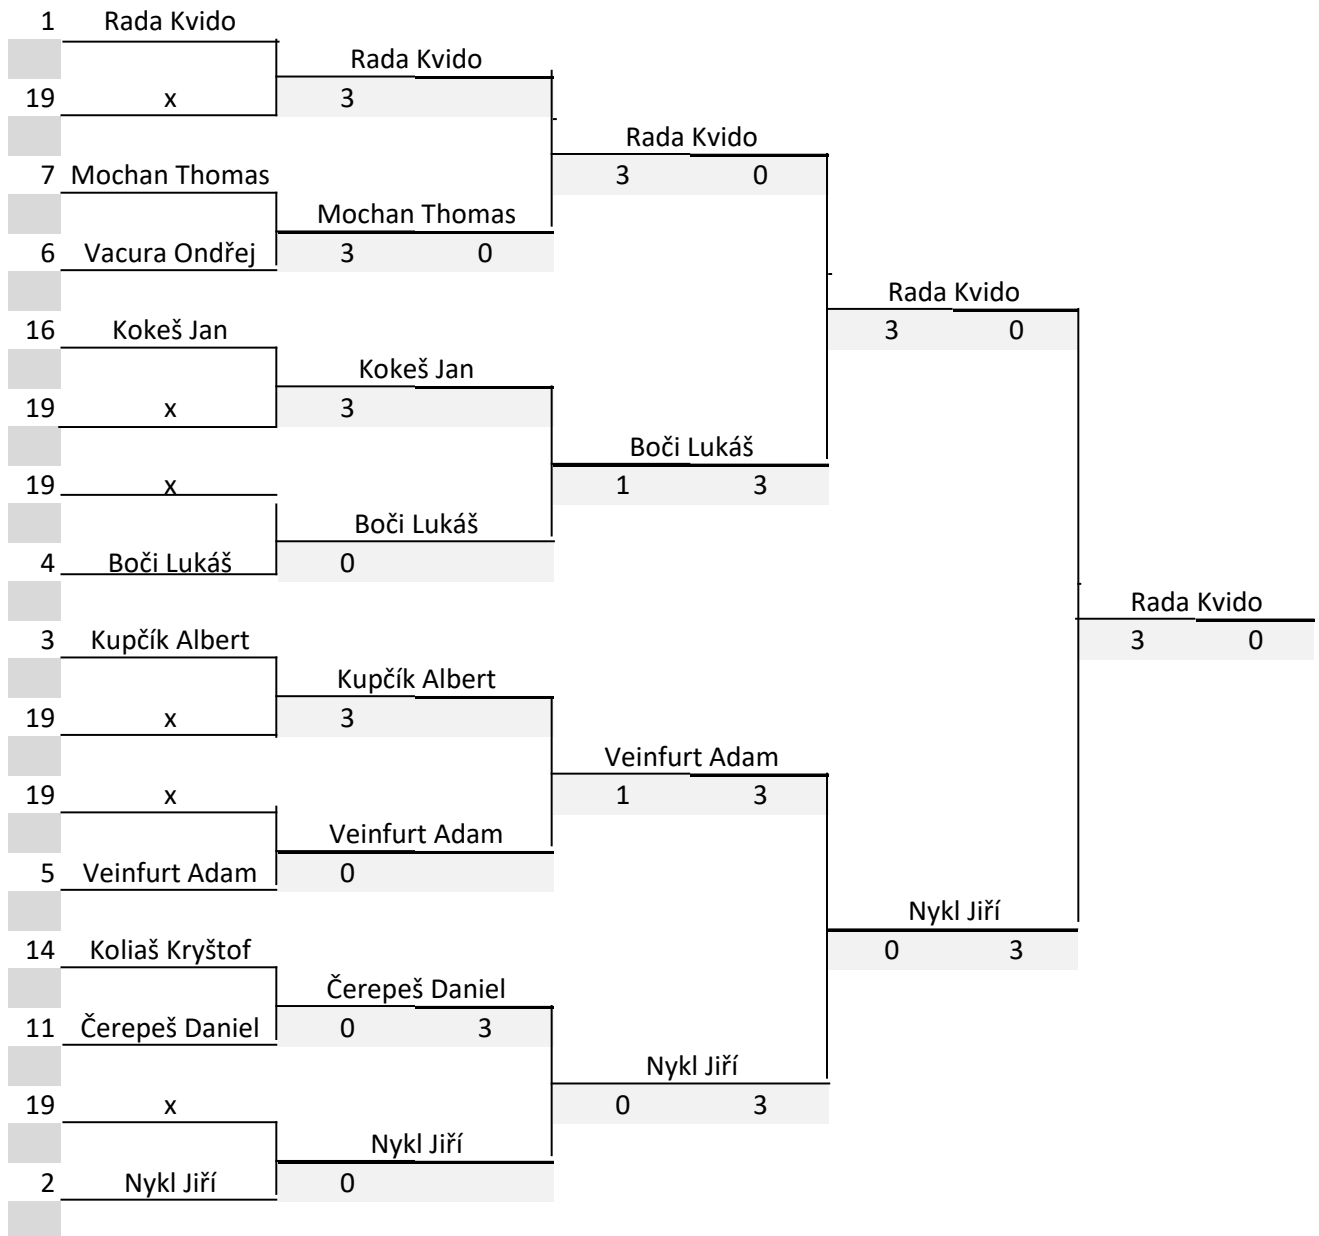 1 Rada Kvido
Rada Kvido
19 x 3
Rada Kvido
7 Mochan Thomas 3 0
Mochan Thomas
6 Vacura Ondřej 3 0
Rada Kvido
16 Kokeš Jan 3 0
Kokeš Jan
19 x 3
Boči Lukáš
19 x 1 3
Boči Lukáš
4 Boči Lukáš 0
Rada Kvido
3 Kupčík Albert 3 0
Kupčík Albert
19 x 3
Veinfurt Adam
19 x 1 3
Veinfurt Adam
5 Veinfurt Adam 0
Nykl Jiří
14 Koliaš Kryštof 0 3
Čerepeš Daniel
11 Čerepeš Daniel 0 3
Nykl Jiří
19 x 0 3
Nykl Jiří
2 Nykl Jiří 0